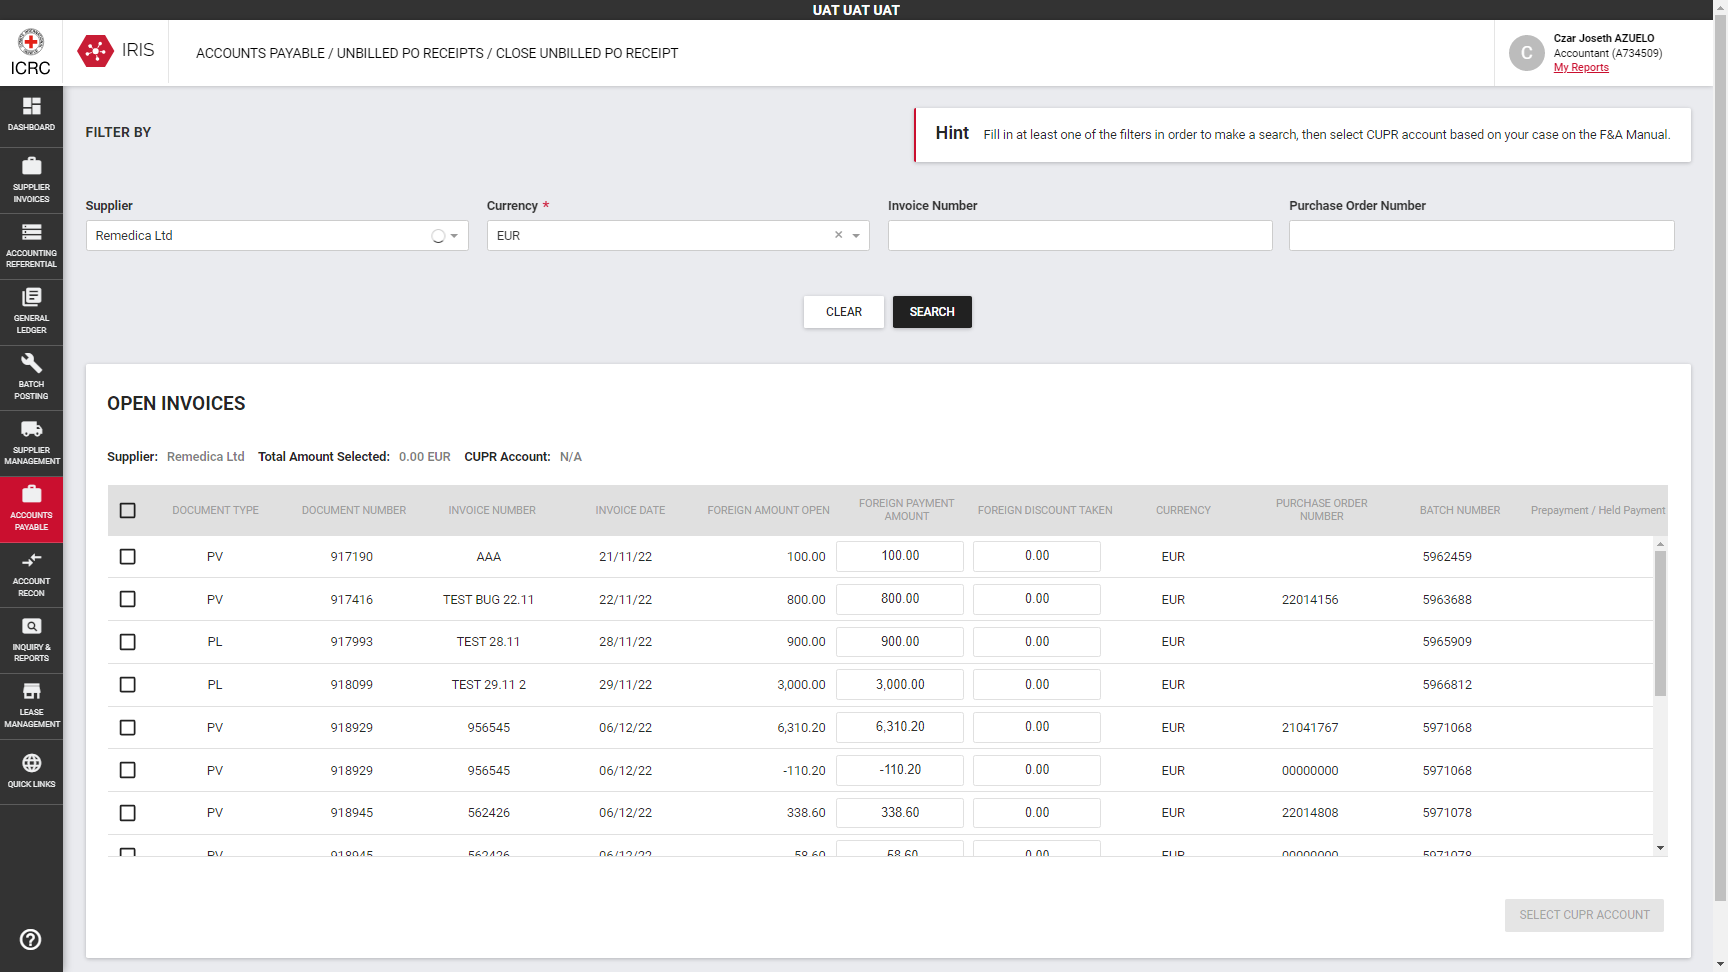 UAT UAT UAT
ICRC
IRIS
ACCOUNTS PAYABLE / UNBILLED PO RECEIPTS / CLOSE UNBILLED PO RECEIPT
C
Czar Joseth AZUELO
Accountant (A734509)
My Reports
DASHBOARD
SUPPLIER
INVOICES
ACCOUNTING
REFERENTIAL
GENERAL
LEDGER
BATCH
POSTING
SUPPLIER
MANAGEMENT
ACCOUNTS
PAYABLE
ACCOUNT
RECON
INQUIRY &
REPORTS
LEASE
MANAGEMENT
QUICK LINKS
FILTER BY
Hint Fill in at least one of the filters in order to make a search, then select CUPR account based on your case on the F&A Manual.
Supplier Currency * Invoice Number Purchase Order Number
Remedica Ltd EUR
CLEAR SEARCH
OPEN INVOICES
Supplier: Remedica Ltd Total Amount Selected: 0.00 EUR CUPR Account: N/A
DOCUMENT TYPE DOCUMENT NUMBER INVOICE NUMBER INVOICE DATE FOREIGN AMOUNT OPEN FOREIGN PAYMENT AMOUNT FOREIGN DISCOUNT TAKEN CURRENCY PURCHASE ORDER NUMBER BATCH NUMBER Prepayment / Held Payment
PV 917190 AAA 21/11/22 100.00 100.00 0.00 EUR 5962459
PV 917416 TEST BUG 22.11 22/11/22 800.00 800.00 0.00 EUR 22014156 5963688
PL 917993 TEST 28.11 28/11/22 900.00 900.00 0.00 EUR 5965909
PL 918099 TEST 29.11 2 29/11/22 3,000.00 3,000.00 0.00 EUR 5966812
PV 918929 956545 06/12/22 6,310.20 6,310.20 0.00 EUR 21041767 5971068
PV 918929 956545 06/12/22 -110.20 -110.20 0.00 EUR 00000000 5971068
PV 918945 562426 06/12/22 338.60 338.60 0.00 EUR 22014808 5971078
PV 918945 562426 06/12/22 58.60 58.60 0.00 EUR 00000000 5971078
SELECT CUPR ACCOUNT